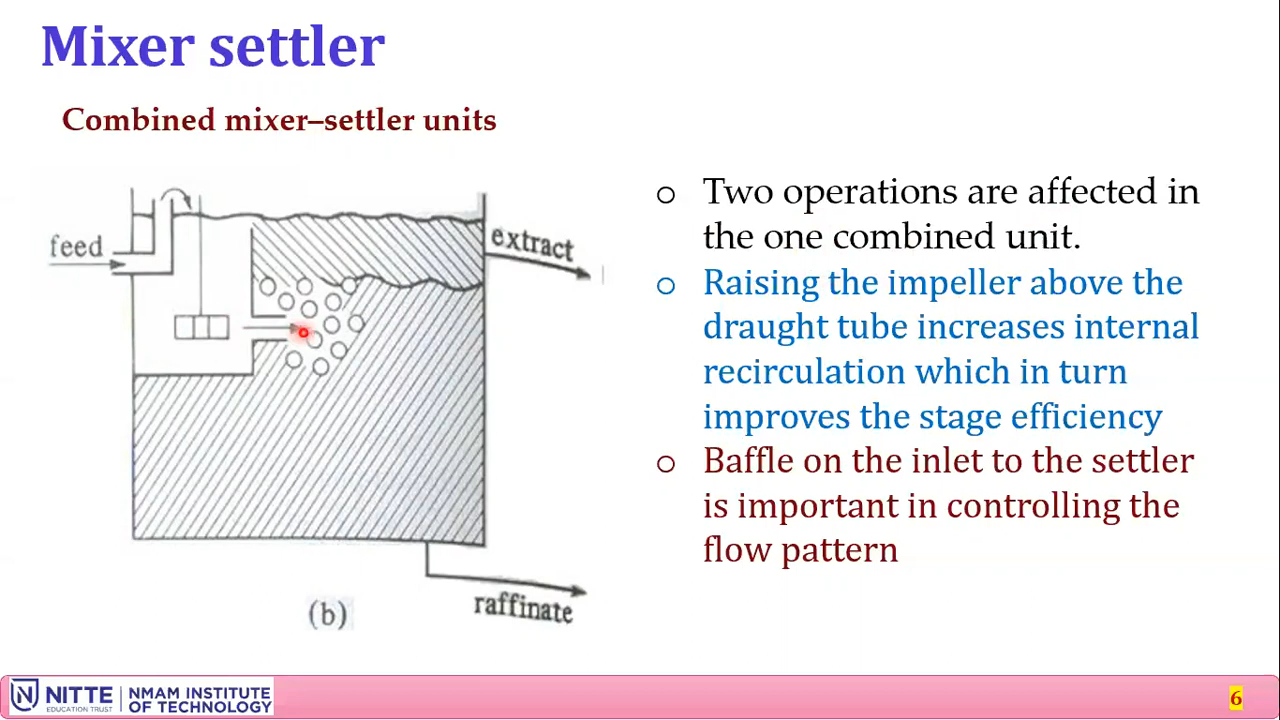 Mixer settler
Combined mixer–settler units
feed
extract
raffinate
(b)
o Two operations are affected in
the one combined unit.
o Raising the impeller above the
draught tube increases internal
recirculation which in turn
improves the stage efficiency
o Baffle on the inlet to the settler
is important in controlling the
flow pattern
NITTE
EDUCATION TRUST
NMAM INSTITUTE
OF TECHNOLOGY
6